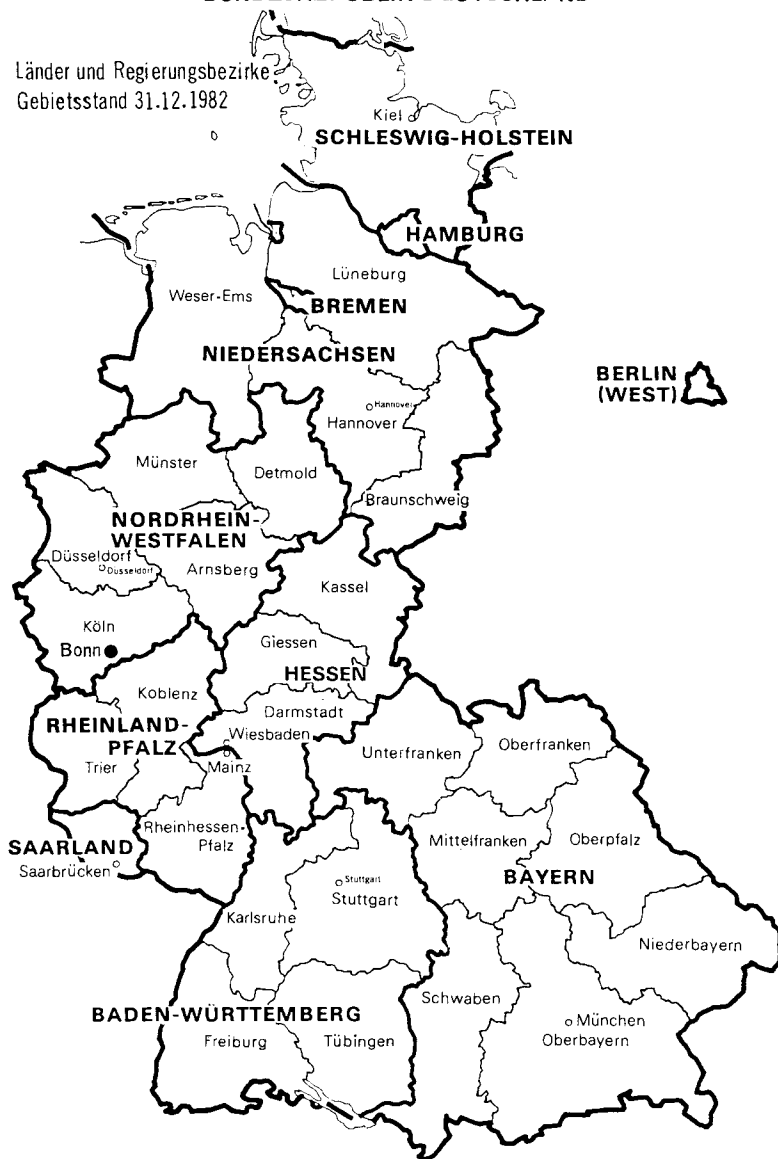 Länder und Regierungsbezirke
Gebietsstand 31.12.1982
Kiel
SCHLESWIG-HOLSTEIN
HAMBURG
Lüneburg
Weser-Ems
BREMEN
NIEDERSACHSEN
BERLIN
(WEST)
Hannover
Hannover
Münster
Detmold
Braunschweig
NORDRHEIN-
WESTFALEN
Düsseldorf
Düsseldorf
Arnsberg
Kassel
Köln
Bonn
Giessen
HESSEN
Koblenz
Darmstadt
RHEINLAND-
PFALZ
Wiesbaden
Unterfranken
Oberfranken
Trier
Mainz
Rheinhessen-
Pfalz
Mittelfranken
Oberpfalz
SAARLAND
Saarbrücken
BAYERN
Stuttgart
Stuttgart
Karlsruhe
Niederbayern
Schwaben
BADEN-WÜRTTEMBERG
München
Oberbayern
Freiburg
Tübingen